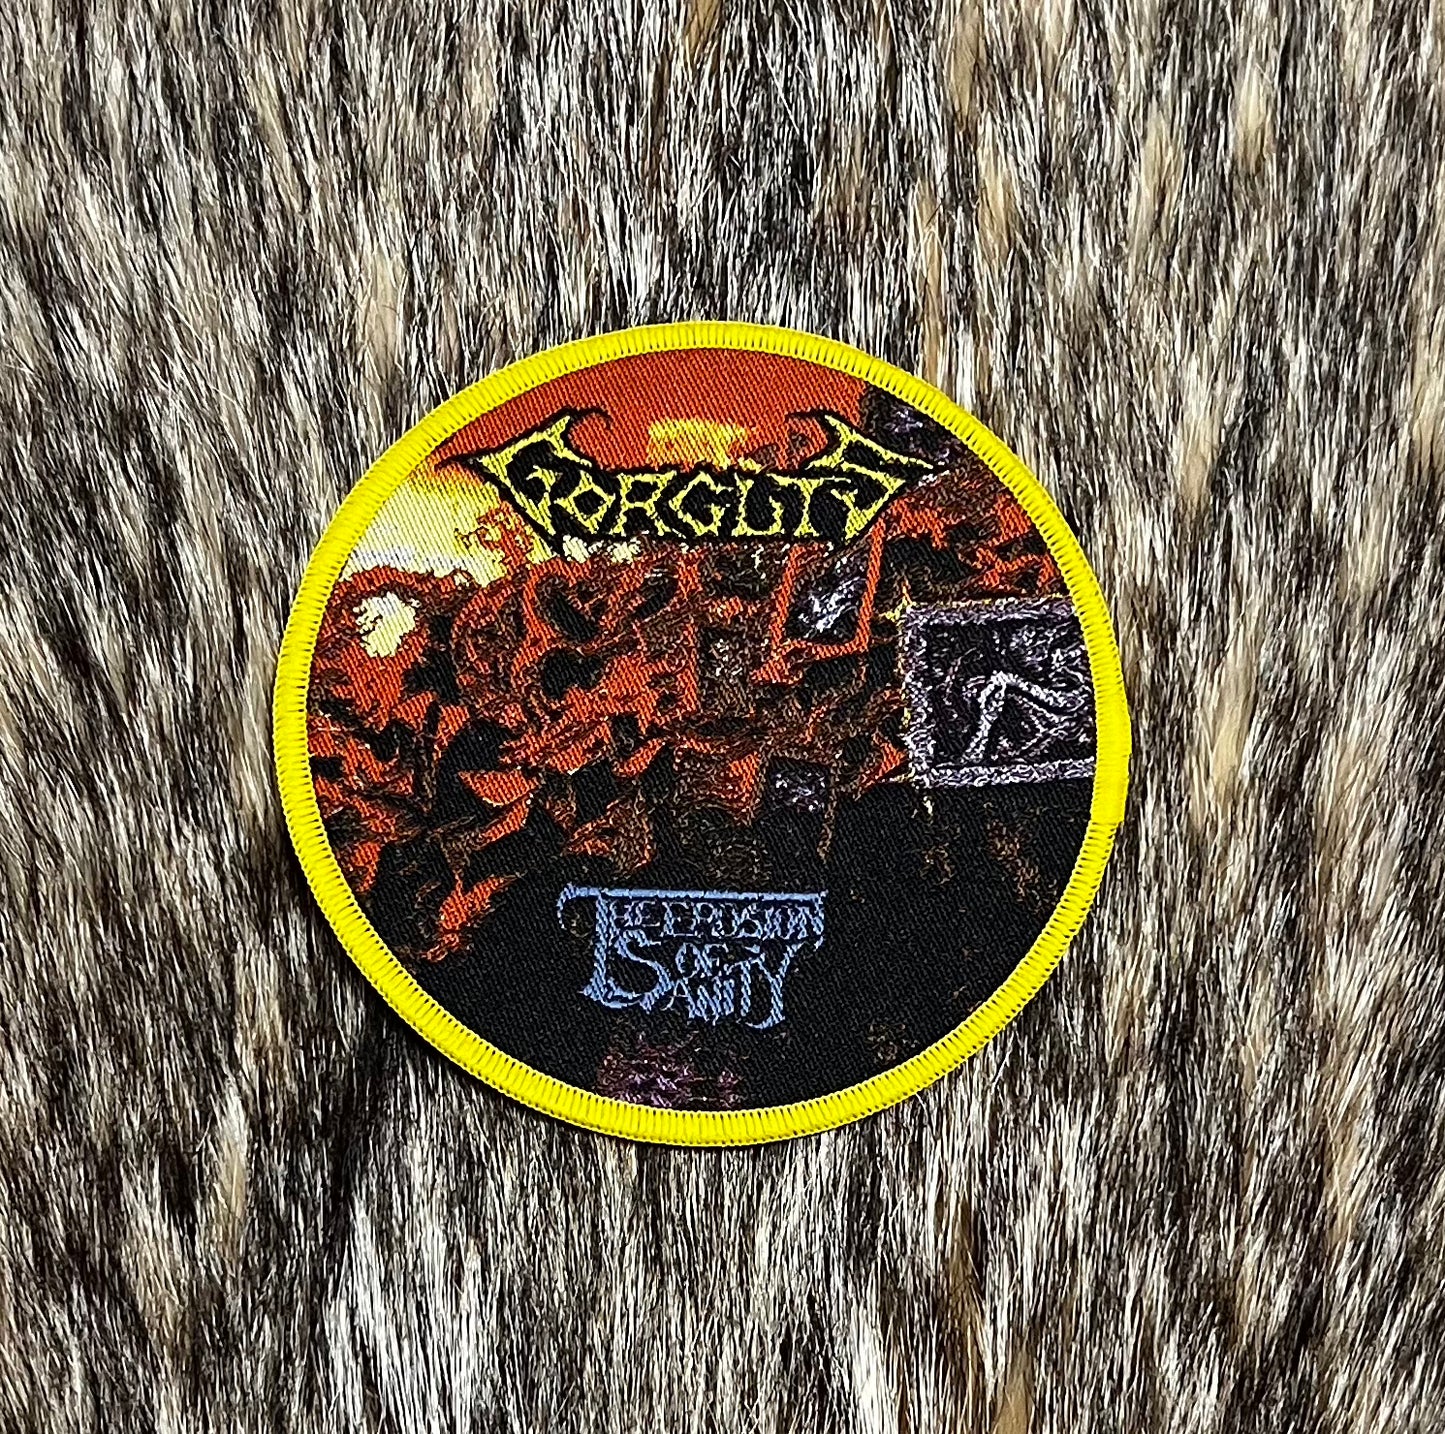 GORGUTS
THE EROSION
OF
SANITY